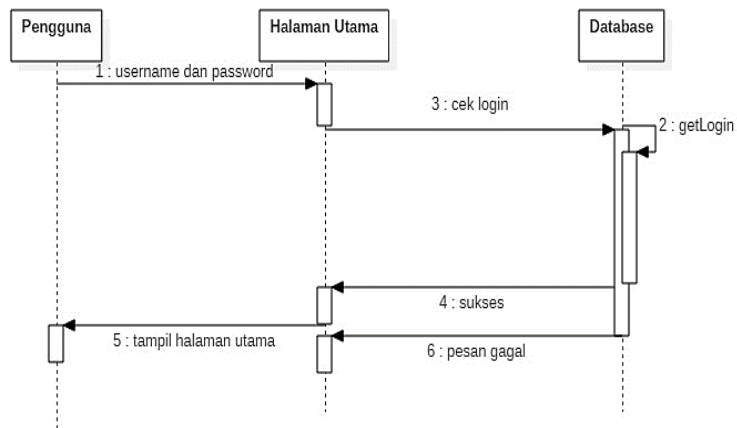 Pengguna
Halaman Utama
Database
1 : username dan password
3 : cek login
2 : getLogin
4 : sukses
5 : tampil halaman utama
6 : pesan gagal